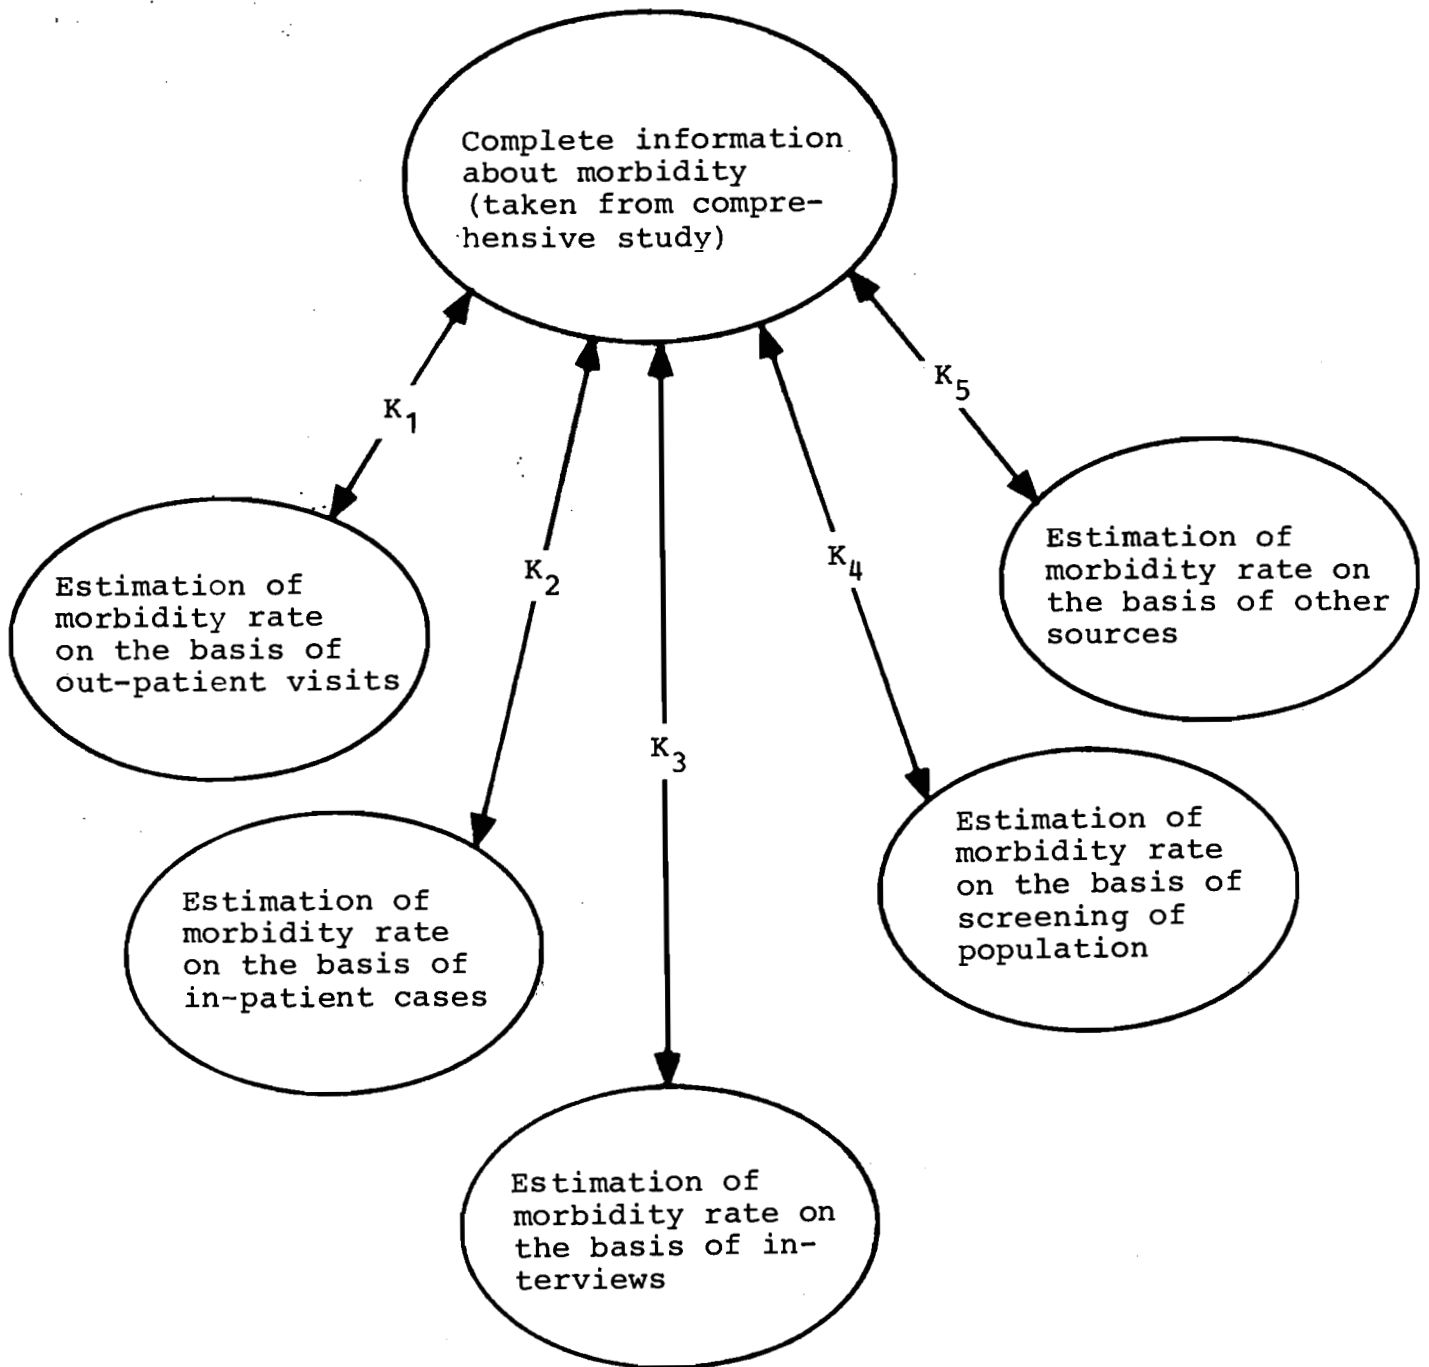 Complete information
about morbidity
(taken from compre-
hensive study)
K1
K2
K3
K4
K5
Estimation of
morbidity rate
on the basis of
out-patient visits
Estimation of
morbidity rate
on the basis of
in-patient cases
Estimation of
morbidity rate on
the basis of in-
terviews
Estimation of
morbidity rate
on the basis of
screening of
population
Estimation of
morbidity rate on
the basis of other
sources